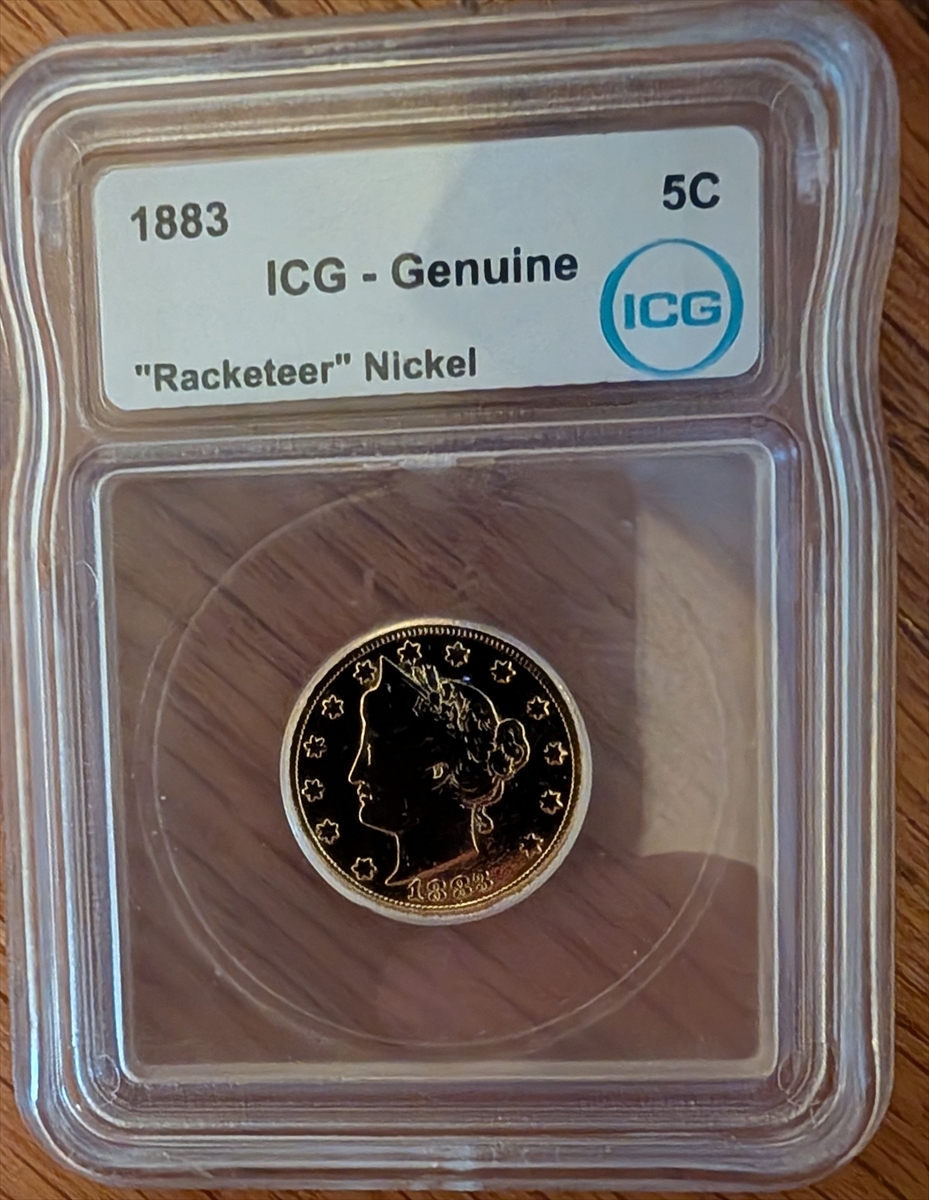 1883
5C
ICG - Genuine
ICG
"Racketeer" Nickel
1883